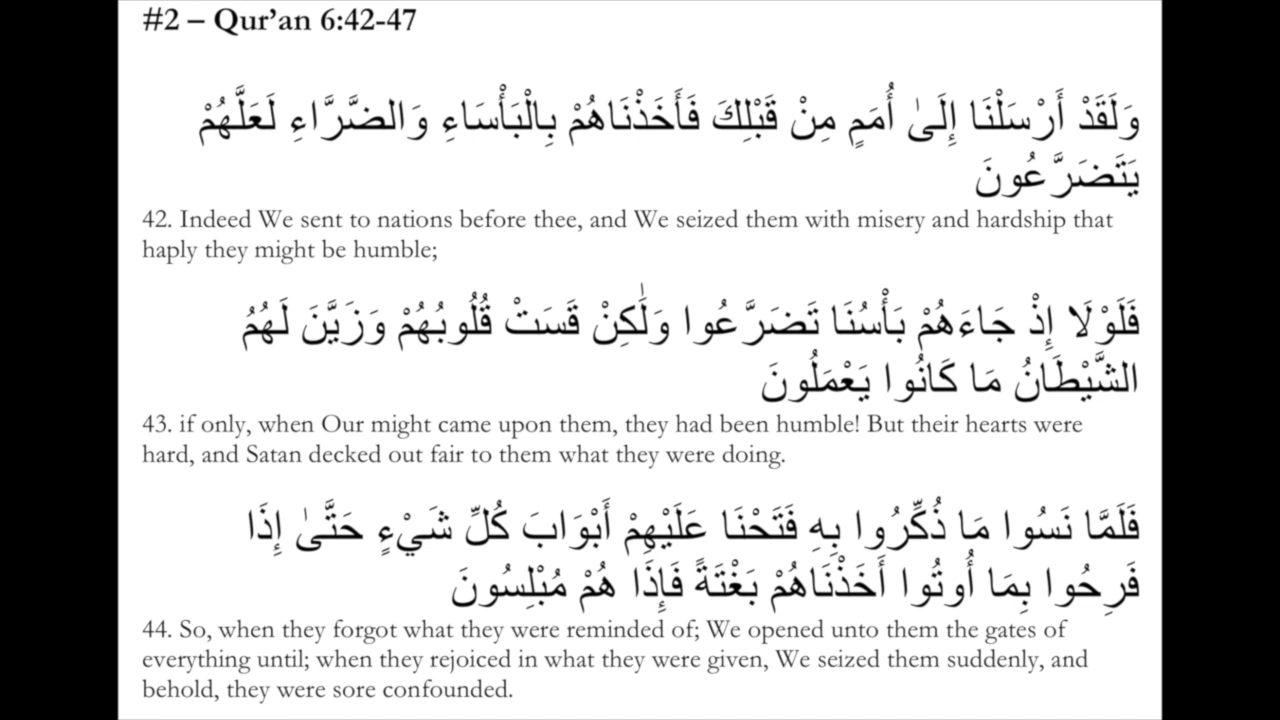 #2 – Qur’an 6:42-47
وَلَقَدْ أَرْسَلْنَا إِلَىٰ أُمَمٍ مِنْ قَبْلِكَ فَأَخَذْنَاهُمْ بِالْبَأْسَاءِ وَالضَّرَّاءِ لَعَلَّهُمْ
يَتَضَرَّعُونَ
42. Indeed We sent to nations before thee, and We seized them with misery and hardship that
haply they might be humble;
فَلَوْلَا إِذْ جَاءَهُمْ بَأْسُنَا تَضَرَّعُوا وَلَٰكِنْ قَسَتْ قُلُوبُهُمْ وَزَيَّنَ لَهُمُ
الشَّيْطَانُ مَا كَانُوا يَعْمَلُونَ
43. if only, when Our might came upon them, they had been humble! But their hearts were
hard, and Satan decked out fair to them what they were doing.
فَلَمَّا نَسُوا مَا ذُكِّرُوا بِهِ فَتَحْنَا عَلَيْهِمْ أَبْوَابَ كُلِّ شَيْءٍ حَتَّىٰ إِذَا
فَرِحُوا بِمَا أُوتُوا أَخَذْنَاهُمْ بَغْتَةً فَإِذَا هُمْ مُبْلِسُونَ
44. So, when they forgot what they were reminded of; We opened unto them the gates of
everything until; when they rejoiced in what they were given, We seized them suddenly, and
behold, they were sore confounded.